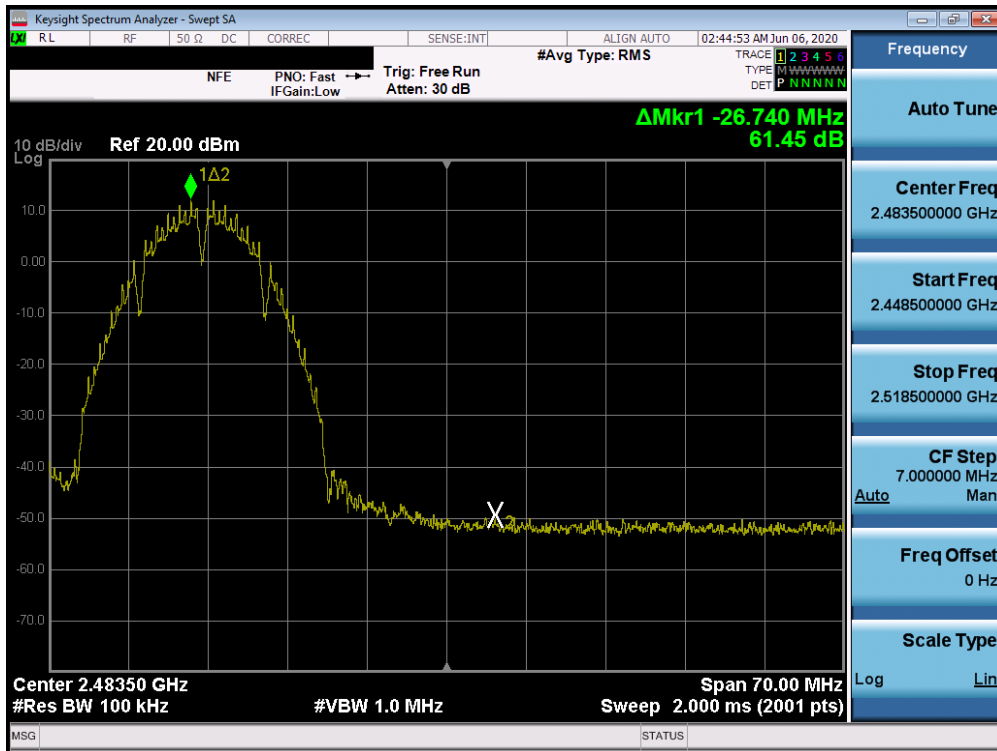 Keysight Spectrum Analyzer - Swept SA
LXI RL RF 50 Ω DC CORREC SENSE:INT ALIGN AUTO 02:44:53 AM Jun 06, 2020
#Avg Type: RMS TRACE 1 2 3 4 5 6
NFE PNO: Fast Trig: Free Run TYPE M WWWWW
IFGain:Low Atten: 30 dB DET P N N N N N
ΔMkr1 -26.740 MHz
61.45 dB
10 dB/div Ref 20.00 dBm
Log
1Δ2
10.0
0.00
-10.0
-20.0
-30.0
-40.0
-50.0
X2
-60.0
-70.0
Center 2.48350 GHz Span 70.00 MHz
#Res BW 100 kHz #VBW 1.0 MHz Sweep 2.000 ms (2001 pts)
MSG STATUS
Frequency
Auto Tune
Center Freq
2.483500000 GHz
Start Freq
2.448500000 GHz
Stop Freq
2.518500000 GHz
CF Step
7.000000 MHz
Auto Man
Freq Offset
0 Hz
Scale Type
Log Lin